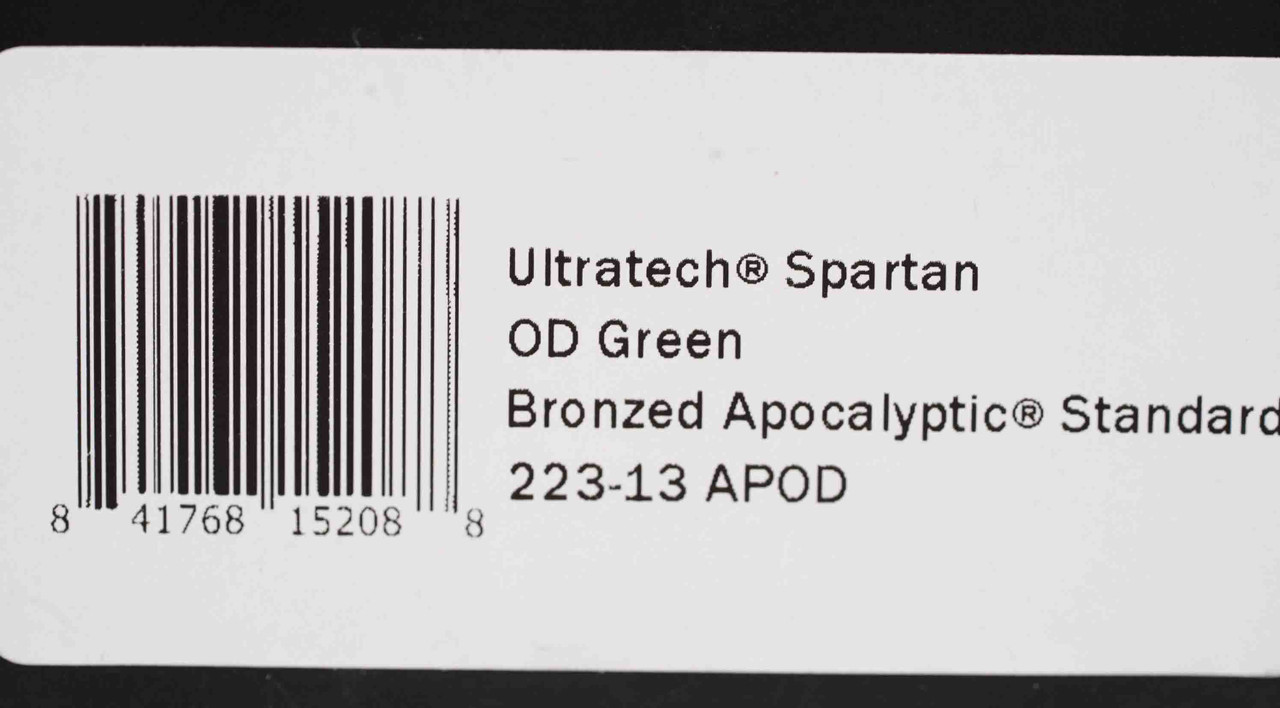 Ultratech® Spartan
OD Green
Bronzed Apocalyptic® Standard
223-13 APOD
8 41768 15208 8